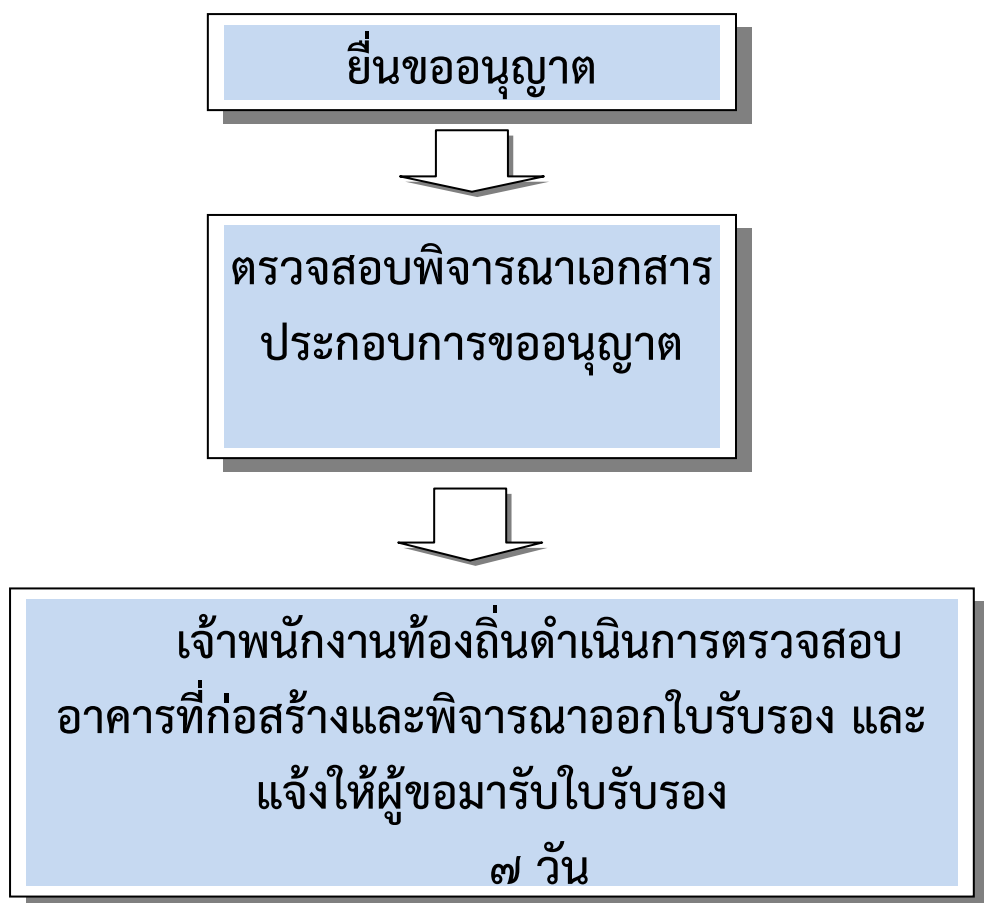 ยื่นขออนุญาต
ตรวจสอบพิจารณาเอกสาร
ประกอบการขออนุญาต
เจ้าพนักงานท้องถิ่นดำเนินการตรวจสอบ
อาคารที่ก่อสร้างและพิจารณาออกใบรับรอง และ
แจ้งให้ผู้ขอมารับใบรับรอง
๗ วัน